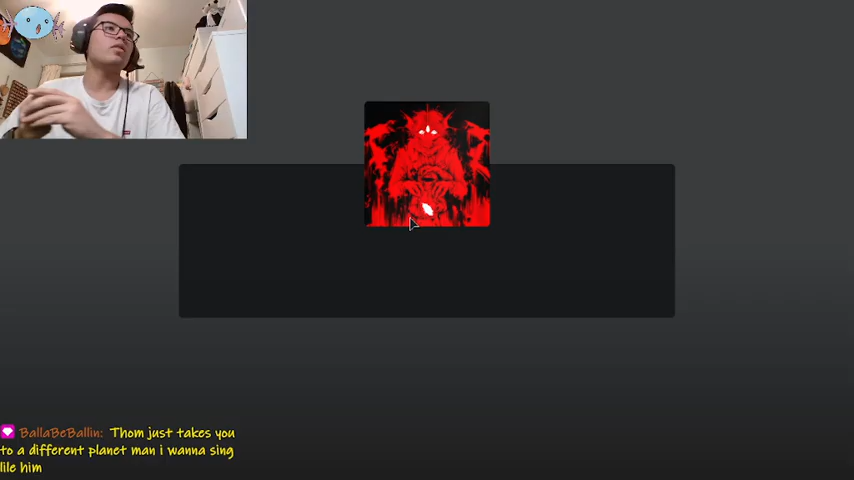 BallaBeBallin: Thom just takes you
to a different planet man i wanna sing
lile him